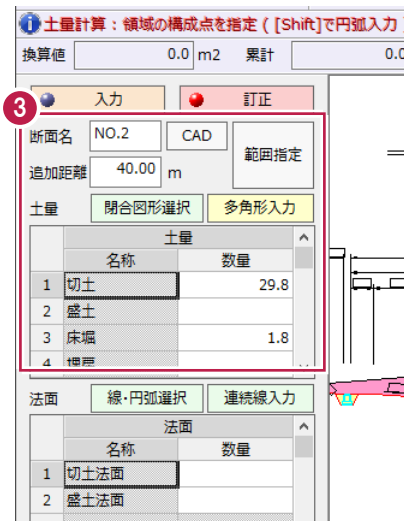 土量計算：領域の構成点を指定 ( [Shift]で円弧入力
換算値 0.0 m2 累計 0.0
入力 訂正
3
断面名 NO.2 CAD 範囲指定
追加距離 40.00 m
土量 閉合図形選択 多角形入力
土量
名称 数量
1 切土 29.8
2 盛土
3 床堀 1.8
4 埋戻
法面 線・円弧選択 連続線入力
法面
名称 数量
1 切土法面
2 盛土法面